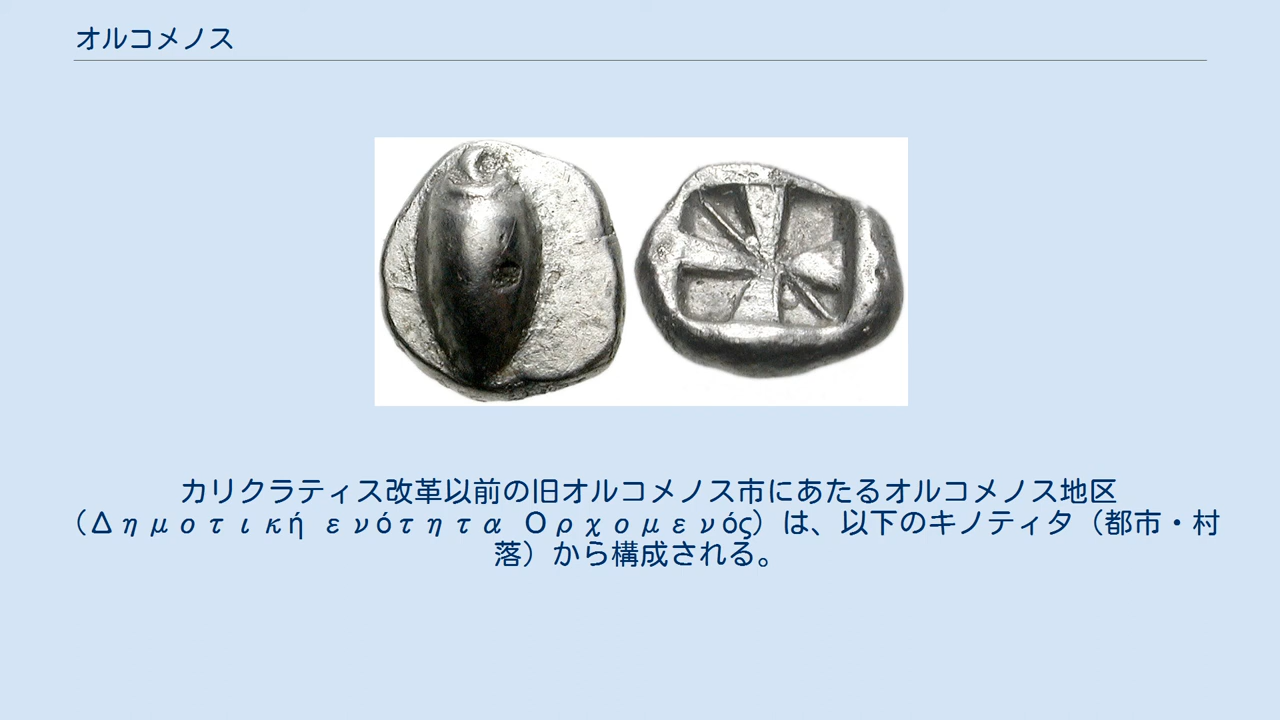 オルコメノス
カリクラティス改革以前の旧オルコメノス市にあたるオルコメノス地区
（Δημοτική ενότητα Ορχομενός）は、以下のキノティタ（都市・村
落）から構成される。